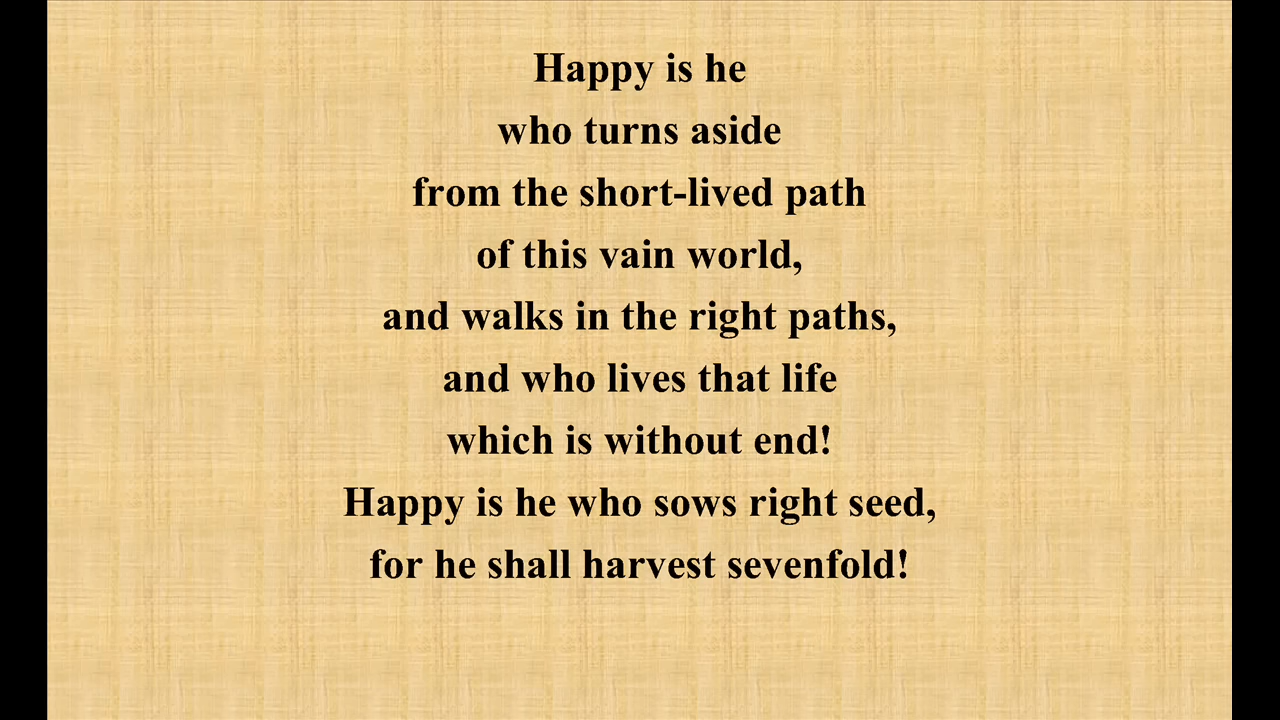 Happy is he
who turns aside
from the short-lived path
of this vain world,
and walks in the right paths,
and who lives that life
which is without end!
Happy is he who sows right seed,
for he shall harvest sevenfold!